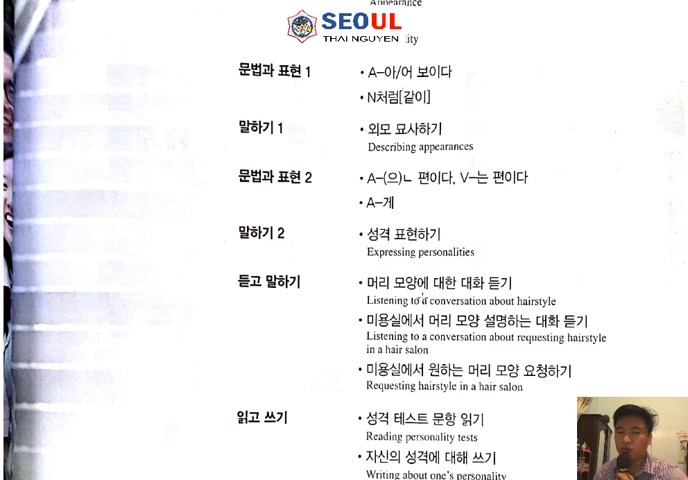 Appearance
SEOUL
THAI NGUYEN
ity
문법과 표현 1
• A–아/어 보이다
• N처럼[같이]
말하기 1
• 외모 묘사하기
Describing appearances
문법과 표현 2
• A–(으)ㄴ 편이다, V–는 편이다
• A–게
말하기 2
• 성격 표현하기
Expressing personalities
듣고 말하기
• 머리 모양에 대한 대화 듣기
Listening to a conversation about hairstyle
• 미용실에서 머리 모양 설명하는 대화 듣기
Listening to a conversation about requesting hairstyle
in a hair salon
• 미용실에서 원하는 머리 모양 요청하기
Requesting hairstyle in a hair salon
읽고 쓰기
• 성격 테스트 문항 읽기
Reading personality tests
• 자신의 성격에 대해 쓰기
Writing about one's personality